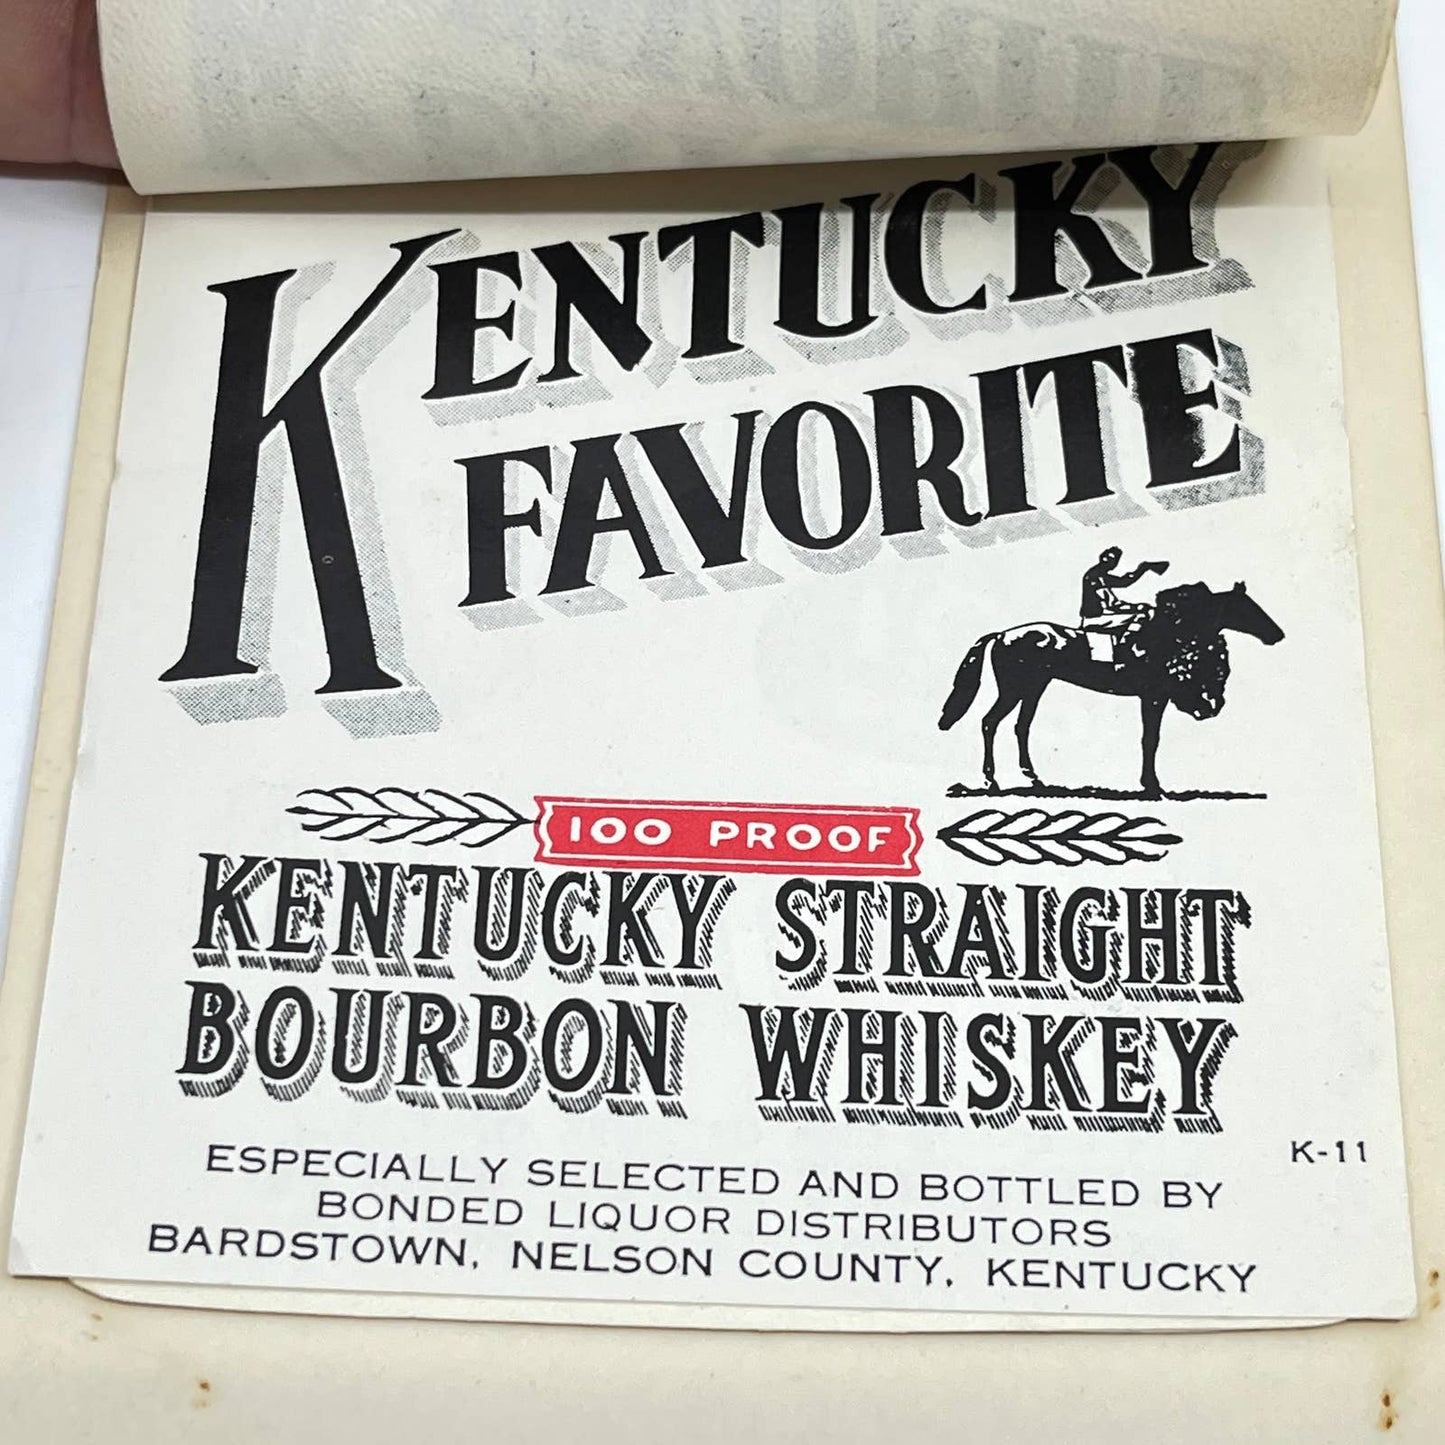 KENTUCKY
FAVORITE
100 PROOF
KENTUCKY STRAIGHT
BOURBON WHISKEY
K-11
ESPECIALLY SELECTED AND BOTTLED BY
BONDED LIQUOR DISTRIBUTORS
BARDSTOWN, NELSON COUNTY, KENTUCKY